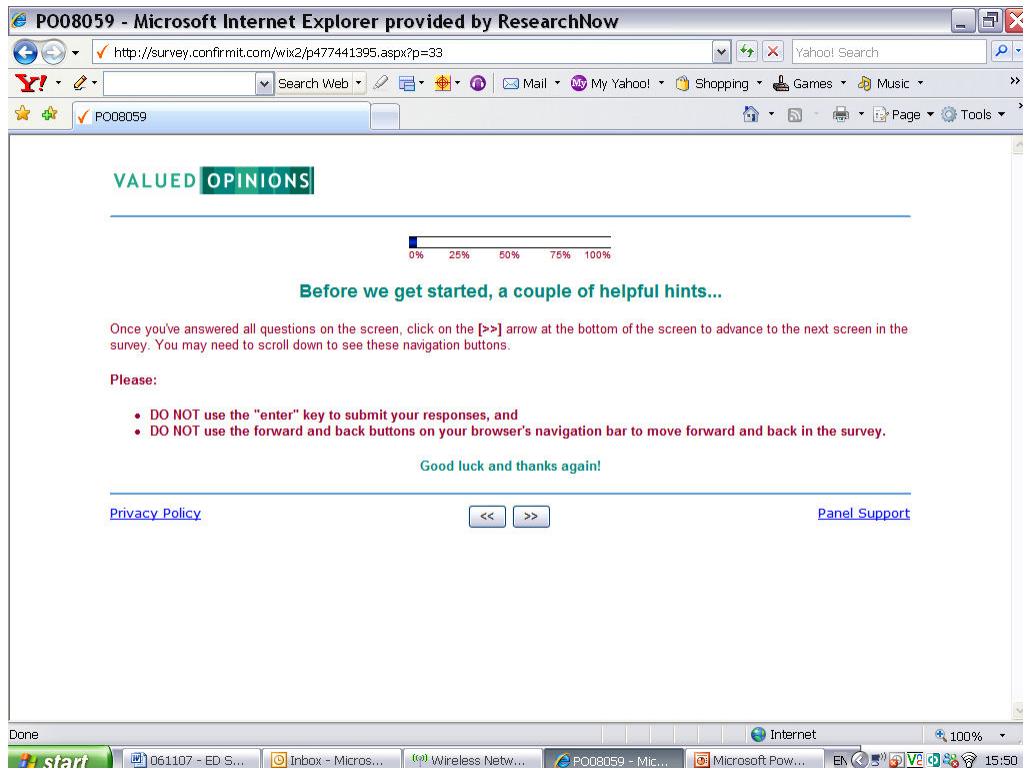 PO08059 - Microsoft Internet Explorer provided by ResearchNow
http://survey.confirmit.com/wix2/p477441395.aspx?p=33
Yahoo! Search
Y! Search Web Mail My Yahoo! Shopping Games Music »
PO08059 Page Tools
VALUED OPINIONS
0% 25% 50% 75% 100%
Before we get started, a couple of helpful hints...
Once you've answered all questions on the screen, click on the [>>] arrow at the bottom of the screen to advance to the next screen in the
survey. You may need to scroll down to see these navigation buttons.
Please:
• DO NOT use the "enter" key to submit your responses, and
• DO NOT use the forward and back buttons on your browser's navigation bar to move forward and back in the survey.
Good luck and thanks again!
Privacy Policy << >> Panel Support
Done Internet 100%
start 061107 - ED S... Inbox - Micros... Wireless Netw... PO08059 - Mic... Microsoft Pow... EN 15:50